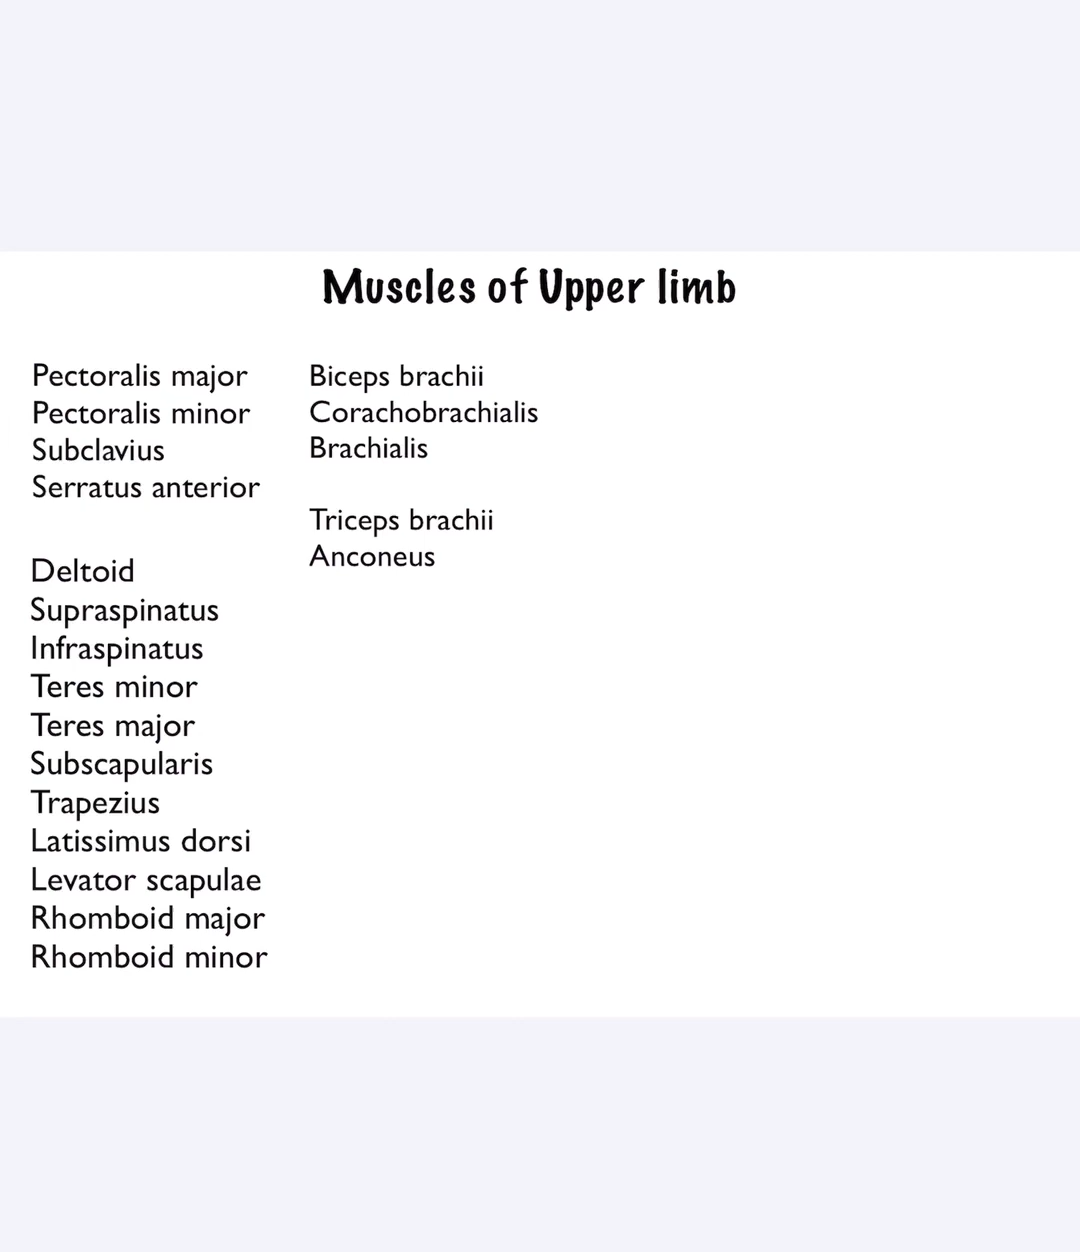 Muscles of Upper limb
Pectoralis major
Pectoralis minor
Subclavius
Serratus anterior
Deltoid
Supraspinatus
Infraspinatus
Teres minor
Teres major
Subscapularis
Trapezius
Latissimus dorsi
Levator scapulae
Rhomboid major
Rhomboid minor
Biceps brachii
Corachobrachialis
Brachialis
Triceps brachii
Anconeus